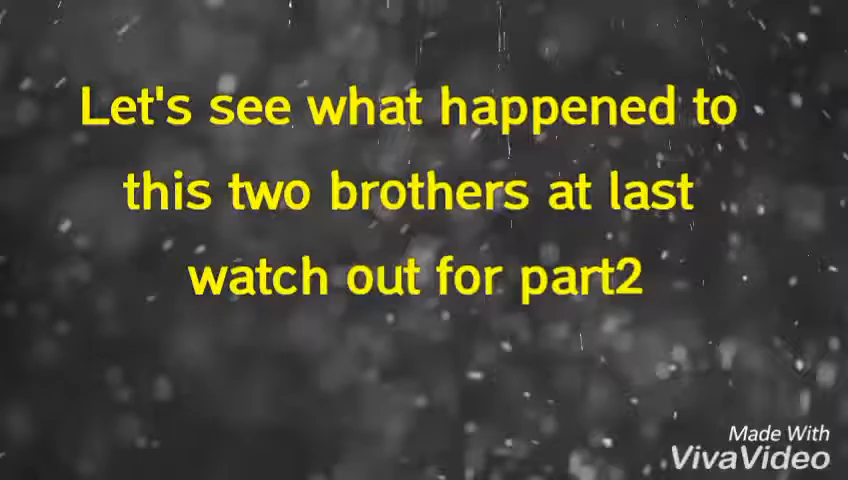 Let's see what happened to
this two brothers at last
watch out for part2
Made With
VivaVideo